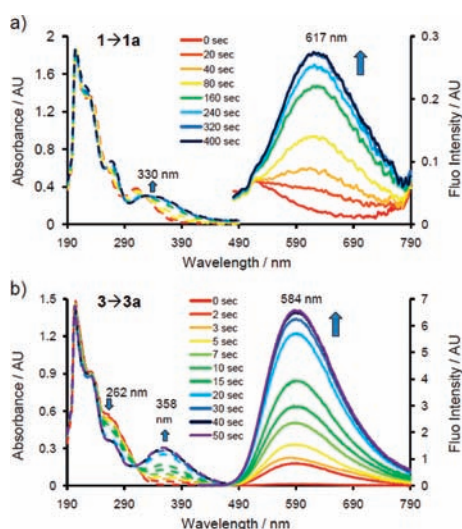 a)
1→1a
Absorbance / AU
2
1.6
1.2
0.8
0.4
0
330 nm
0 sec
20 sec
40 sec
80 sec
160 sec
240 sec
320 sec
400 sec
617 nm
0.3
0.2
0.1
0
Fluo Intensity / AU
190 290 390 490 590 690 790
Wavelength / nm
b)
3→3a
Absorbance / AU
1.5
1.2
0.9
0.6
0.3
0
262 nm
358
nm
0 sec
2 sec
3 sec
5 sec
7 sec
10 sec
15 sec
20 sec
30 sec
40 sec
50 sec
584 nm
7
6
5
4
3
2
1
0
Fluo Intensity / AU
190 290 390 490 590 690 790
Wavelength / nm